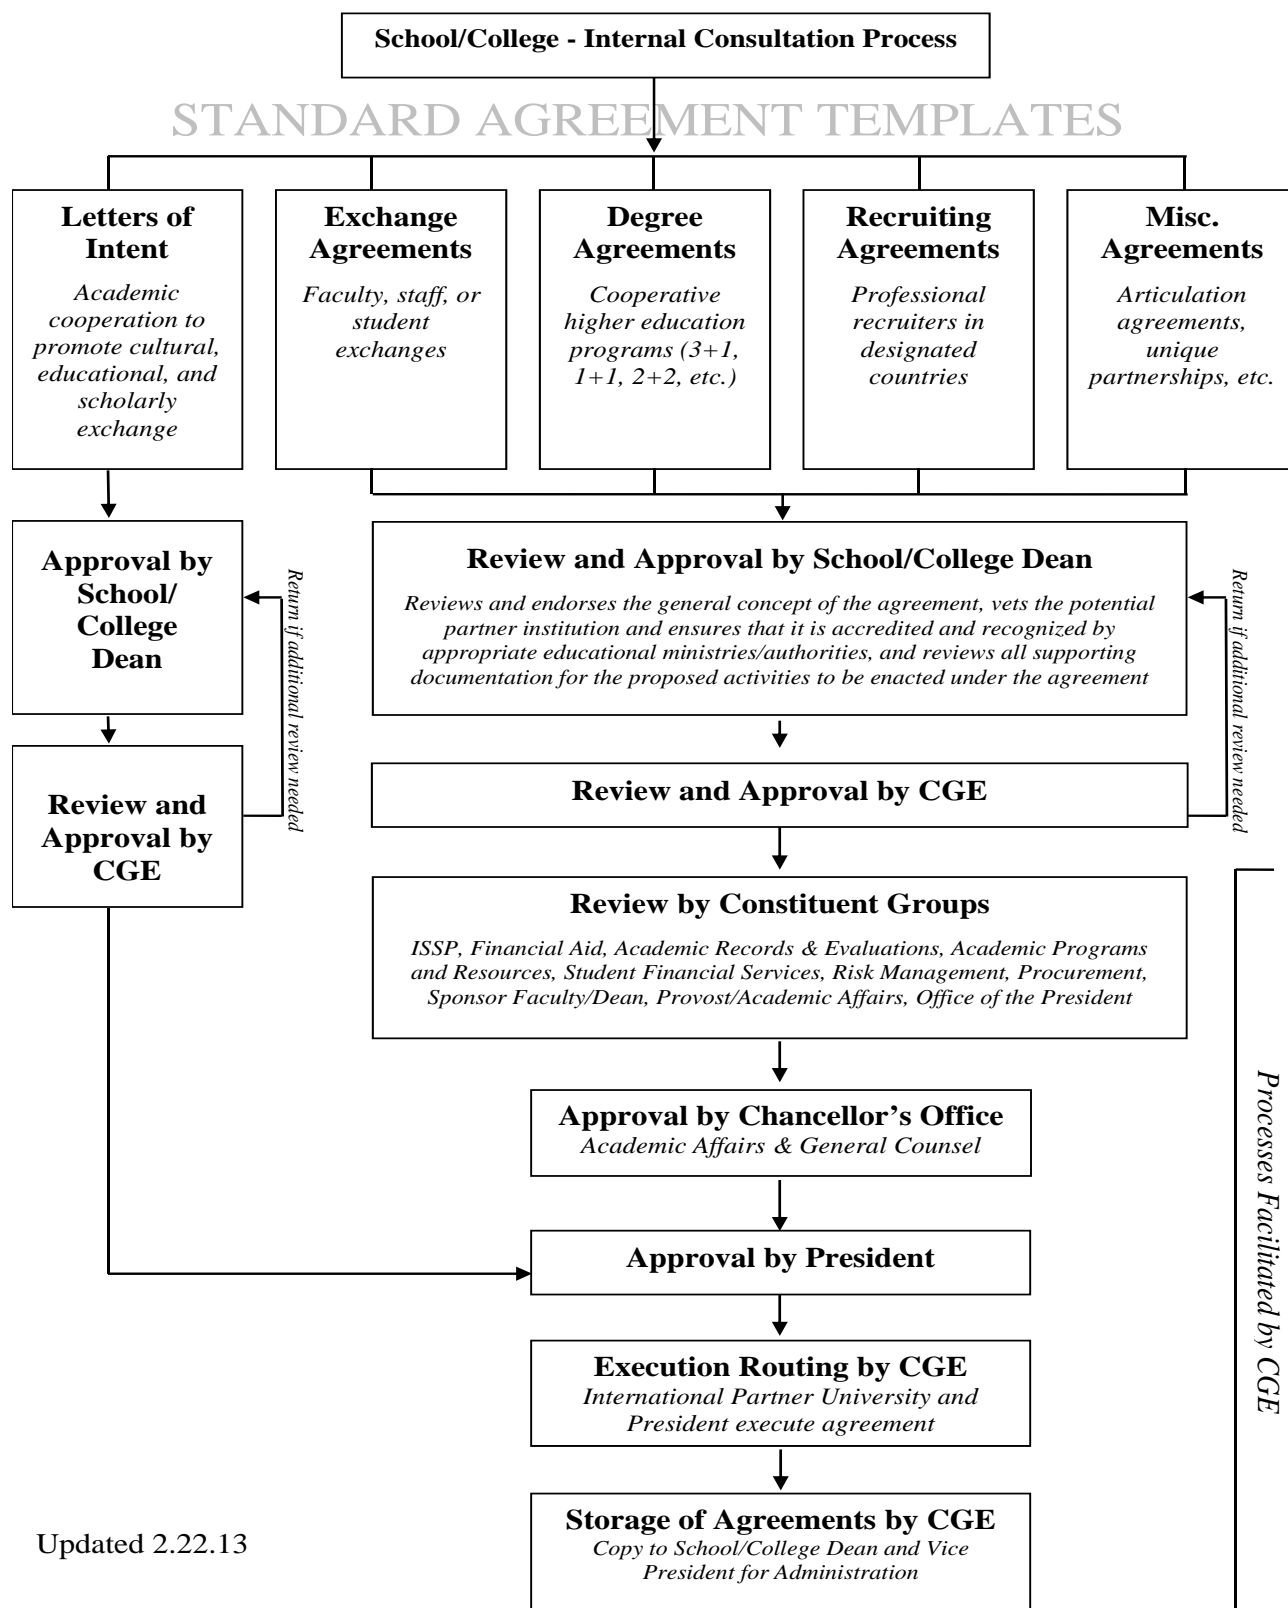 School/College - Internal Consultation Process
STANDARD AGREEMENT TEMPLATES
Letters of
Intent
Academic
cooperation to
promote cultural,
educational, and
scholarly
exchange
Exchange
Agreements
Faculty, staff, or
student
exchanges
Degree
Agreements
Cooperative
higher education
programs (3+1,
1+1, 2+2, etc.)
Recruiting
Agreements
Professional
recruiters in
designated
countries
Misc.
Agreements
Articulation
agreements,
unique
partnerships, etc.
Approval by
School/
College
Dean
Return if additional review needed
Review and
Approval by
CGE
Review and Approval by School/College Dean
Reviews and endorses the general concept of the agreement, vets the potential
partner institution and ensures that it is accredited and recognized by
appropriate educational ministries/authorities, and reviews all supporting
documentation for the proposed activities to be enacted under the agreement
Return if additional review needed
Review and Approval by CGE
Review by Constituent Groups
ISSP, Financial Aid, Academic Records & Evaluations, Academic Programs
and Resources, Student Financial Services, Risk Management, Procurement,
Sponsor Faculty/Dean, Provost/Academic Affairs, Office of the President
Approval by Chancellor’s Office
Academic Affairs & General Counsel
Approval by President
Execution Routing by CGE
International Partner University and
President execute agreement
Storage of Agreements by CGE
Copy to School/College Dean and Vice
President for Administration
Processes Facilitated by CGE
Updated 2.22.13